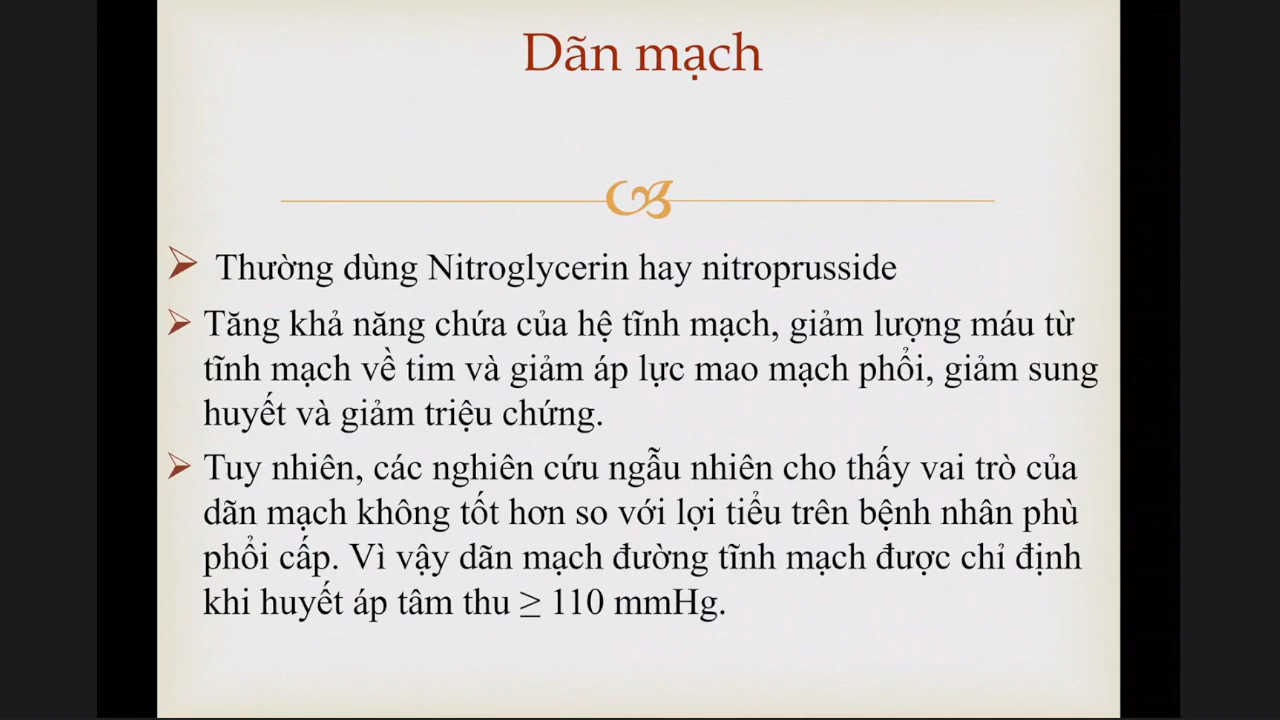 Dãn mạch
Thường dùng Nitroglycerin hay nitroprusside
Tăng khả năng chứa của hệ tĩnh mạch, giảm lượng máu từ
tĩnh mạch về tim và giảm áp lực mao mạch phổi, giảm sung
huyết và giảm triệu chứng.
Tuy nhiên, các nghiên cứu ngẫu nhiên cho thấy vai trò của
dãn mạch không tốt hơn so với lợi tiểu trên bệnh nhân phù
phổi cấp. Vì vậy dãn mạch đường tĩnh mạch được chỉ định
khi huyết áp tâm thu ≥ 110 mmHg.